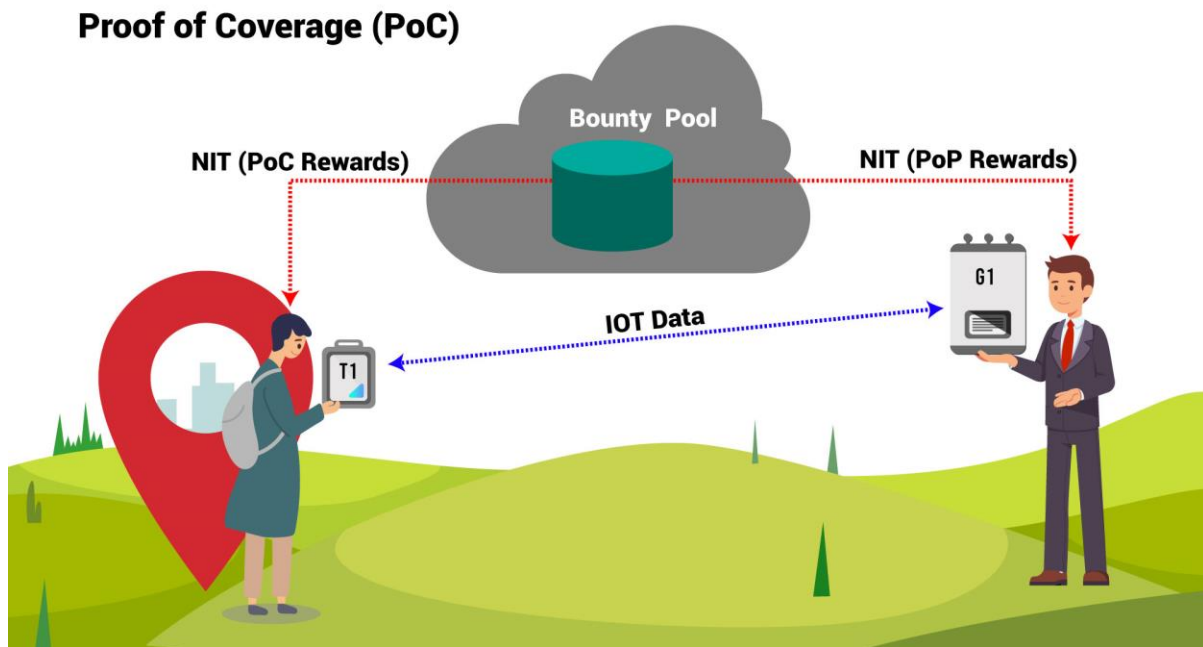 Proof of Coverage (PoC)
Bounty Pool
NIT (PoC Rewards)
NIT (PoP Rewards)
G1
IOT Data
T1